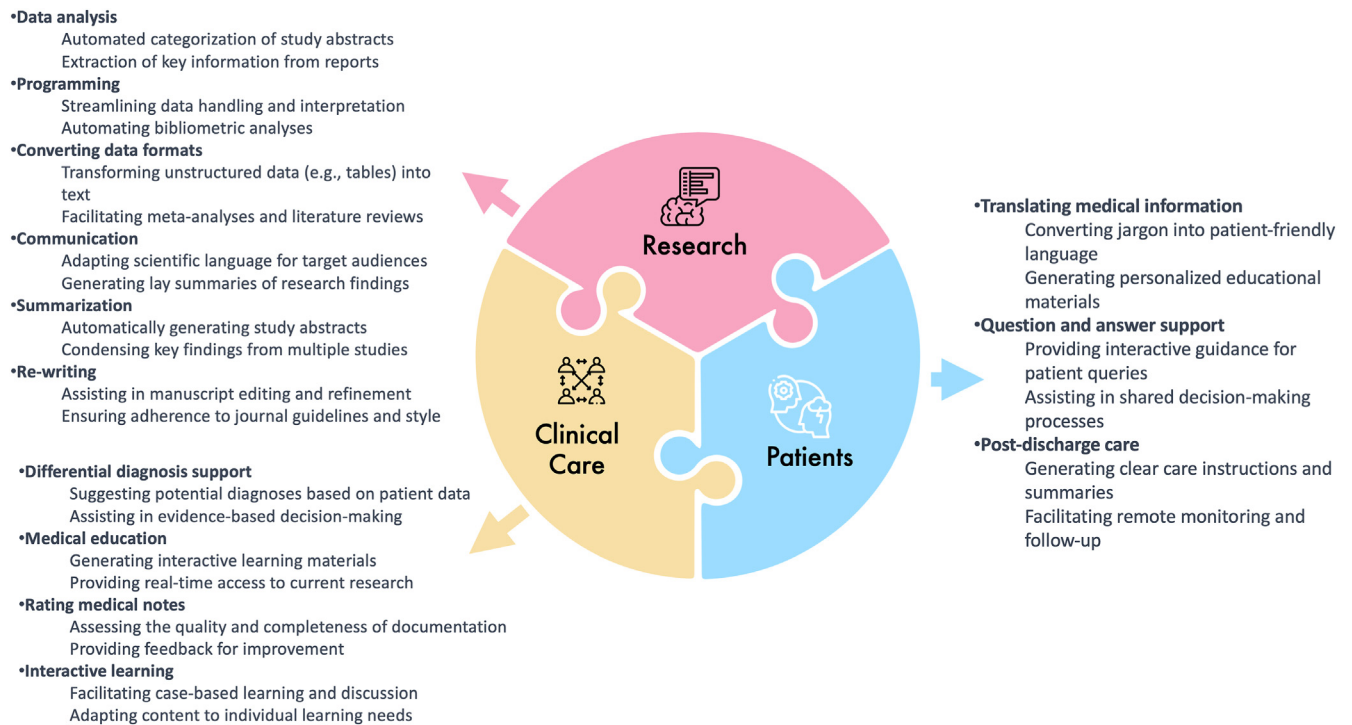 •Data analysis
Automated categorization of study abstracts
Extraction of key information from reports
•Programming
Streamlining data handling and interpretation
Automating bibliometric analyses
•Converting data formats
Transforming unstructured data (e.g., tables) into
text
Facilitating meta-analyses and literature reviews
•Communication
Adapting scientific language for target audiences
Generating lay summaries of research findings
•Summarization
Automatically generating study abstracts
Condensing key findings from multiple studies
•Re-writing
Assisting in manuscript editing and refinement
Ensuring adherence to journal guidelines and style
•Differential diagnosis support
Suggesting potential diagnoses based on patient data
Assisting in evidence-based decision-making
•Medical education
Generating interactive learning materials
Providing real-time access to current research
•Rating medical notes
Assessing the quality and completeness of documentation
Providing feedback for improvement
•Interactive learning
Facilitating case-based learning and discussion
Adapting content to individual learning needs
Research
Clinical
Care
Patients
•Translating medical information
Converting jargon into patient-friendly
language
Generating personalized educational
materials
•Question and answer support
Providing interactive guidance for
patient queries
Assisting in shared decision-making
processes
•Post-discharge care
Generating clear care instructions and
summaries
Facilitating remote monitoring and
follow-up